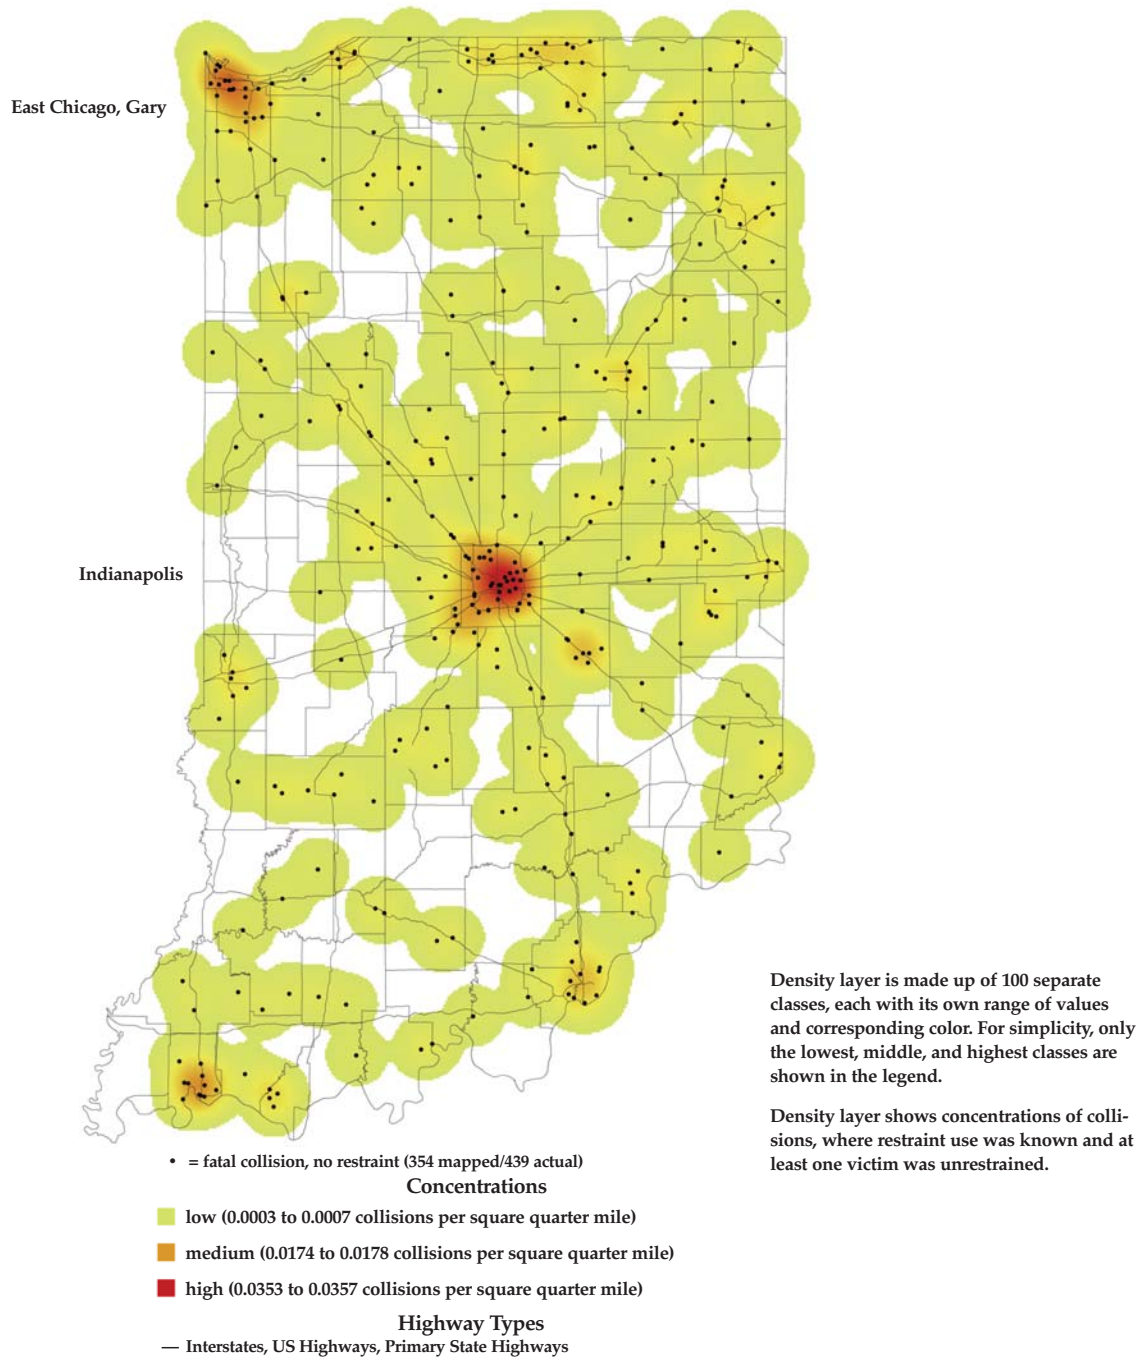 East Chicago, Gary
Indianapolis
Density layer is made up of 100 separate
classes, each with its own range of values
and corresponding color. For simplicity, only
the lowest, middle, and highest classes are
shown in the legend.
Density layer shows concentrations of colli-
sions, where restraint use was known and at
least one victim was unrestrained.
• = fatal collision, no restraint (354 mapped/439 actual)
Concentrations
low (0.0003 to 0.0007 collisions per square quarter mile)
medium (0.0174 to 0.0178 collisions per square quarter mile)
high (0.0353 to 0.0357 collisions per square quarter mile)
Highway Types
— Interstates, US Highways, Primary State Highways